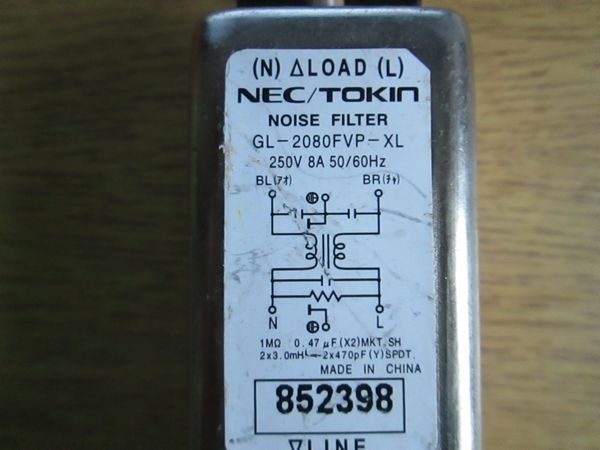 (N) △LOAD (L)
NEC/TOKIN
NOISE FILTER
GL-2080FVP-XL
250V 8A 50/60Hz
BL(アオ) BR(チャ)
N L
1MΩ 0.47μF(X2)MKT.SH
2x3.0mH 2x470pF(Y)SPDT.
MADE IN CHINA
852398
▽LINE